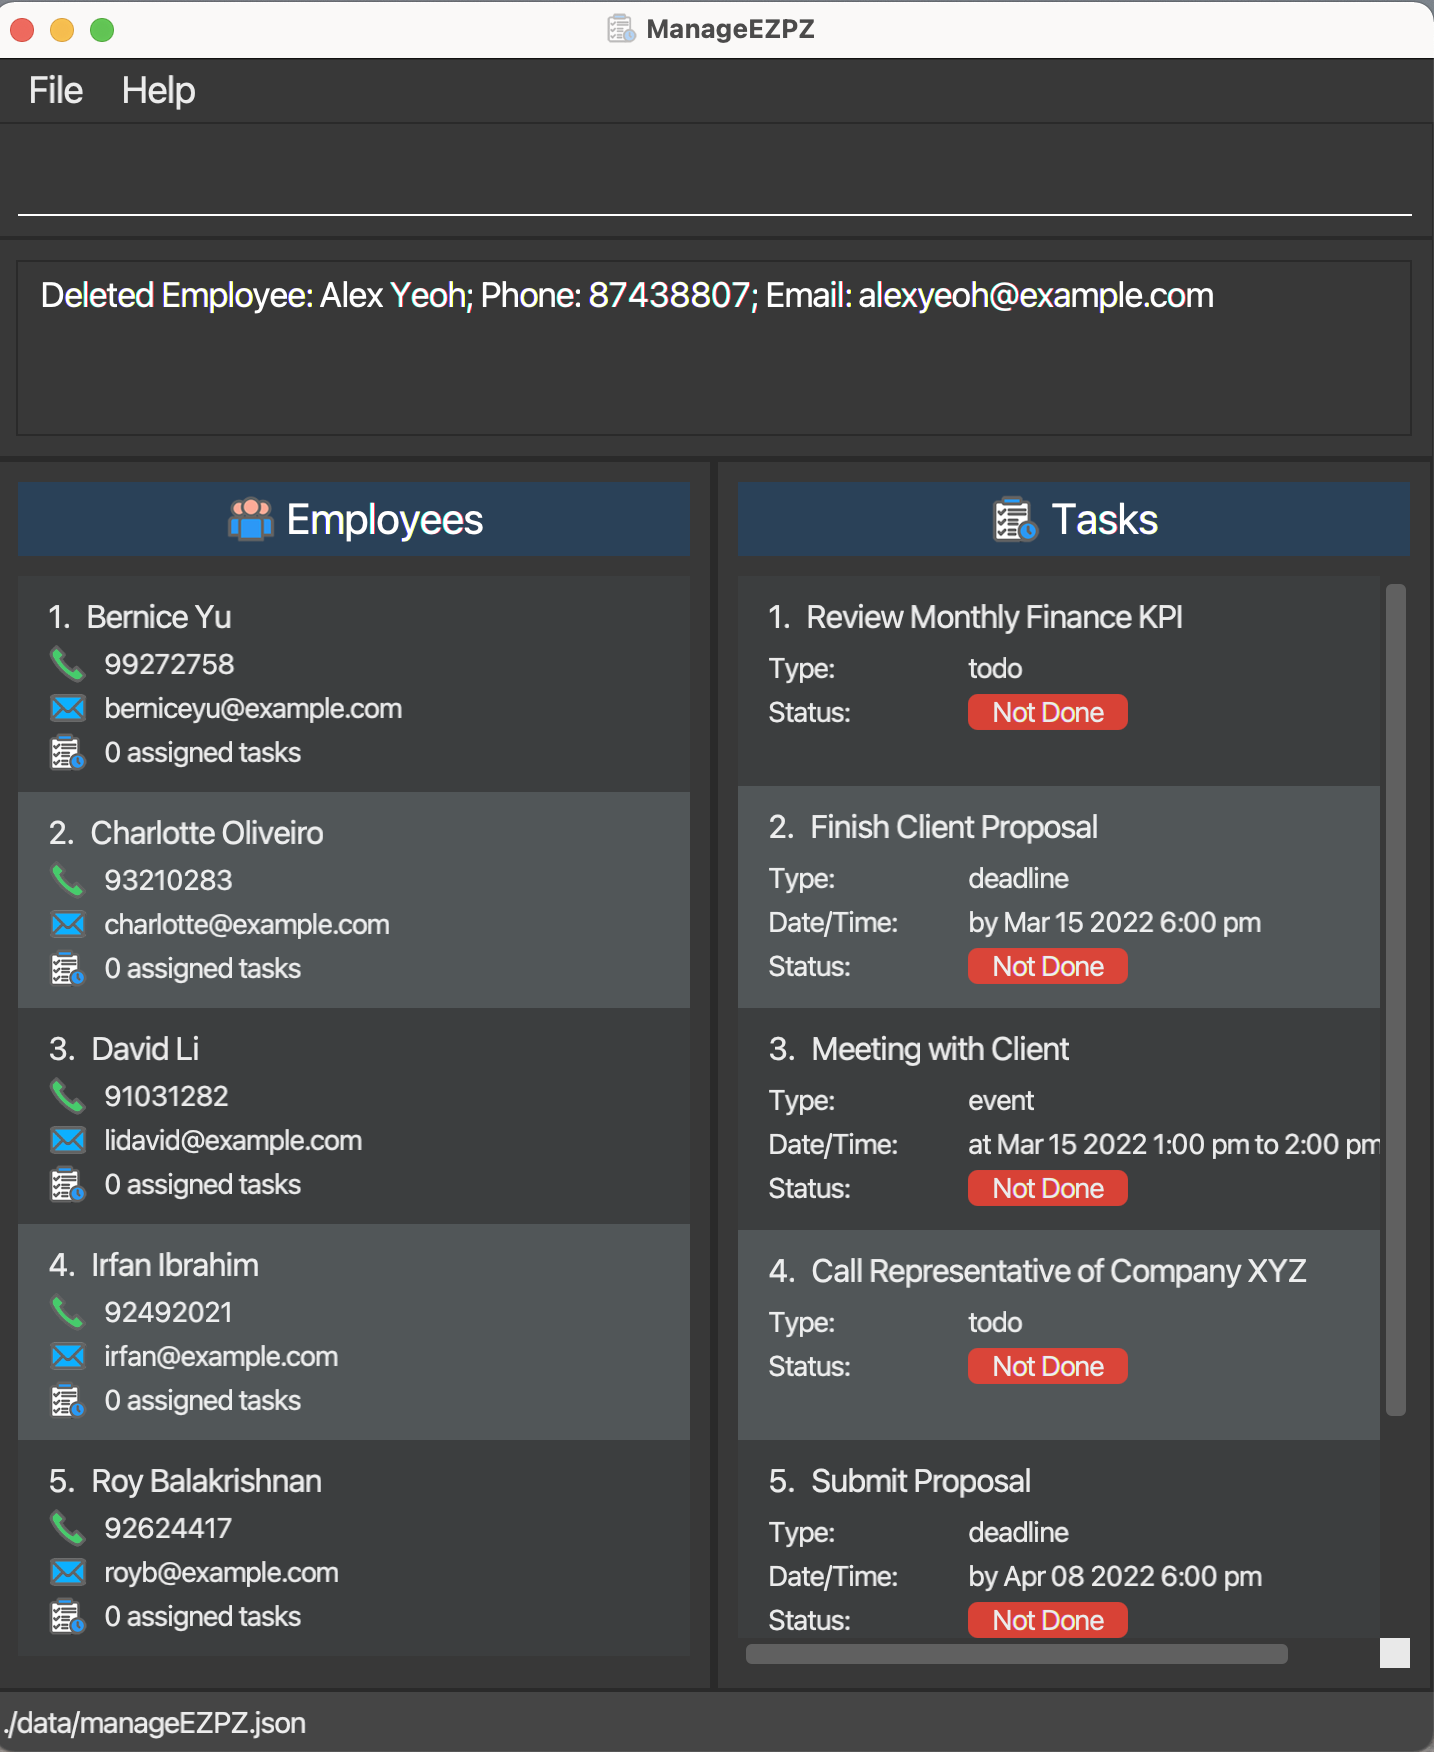 ManageEZPZ
File Help
Deleted Employee: Alex Yeoh; Phone: 87438807; Email: alexyeoh@example.com
Employees
1. Bernice Yu
99272758
berniceyu@example.com
0 assigned tasks
2. Charlotte Oliveiro
93210283
charlotte@example.com
0 assigned tasks
3. David Li
91031282
lidavid@example.com
0 assigned tasks
4. Irfan Ibrahim
92492021
irfan@example.com
0 assigned tasks
5. Roy Balakrishnan
92624417
royb@example.com
0 assigned tasks
Tasks
1. Review Monthly Finance KPI
Type: todo
Status: Not Done
2. Finish Client Proposal
Type: deadline
Date/Time: by Mar 15 2022 6:00 pm
Status: Not Done
3. Meeting with Client
Type: event
Date/Time: at Mar 15 2022 1:00 pm to 2:00 pm
Status: Not Done
4. Call Representative of Company XYZ
Type: todo
Status: Not Done
5. Submit Proposal
Type: deadline
Date/Time: by Apr 08 2022 6:00 pm
Status: Not Done
./data/manageEZPZ.json